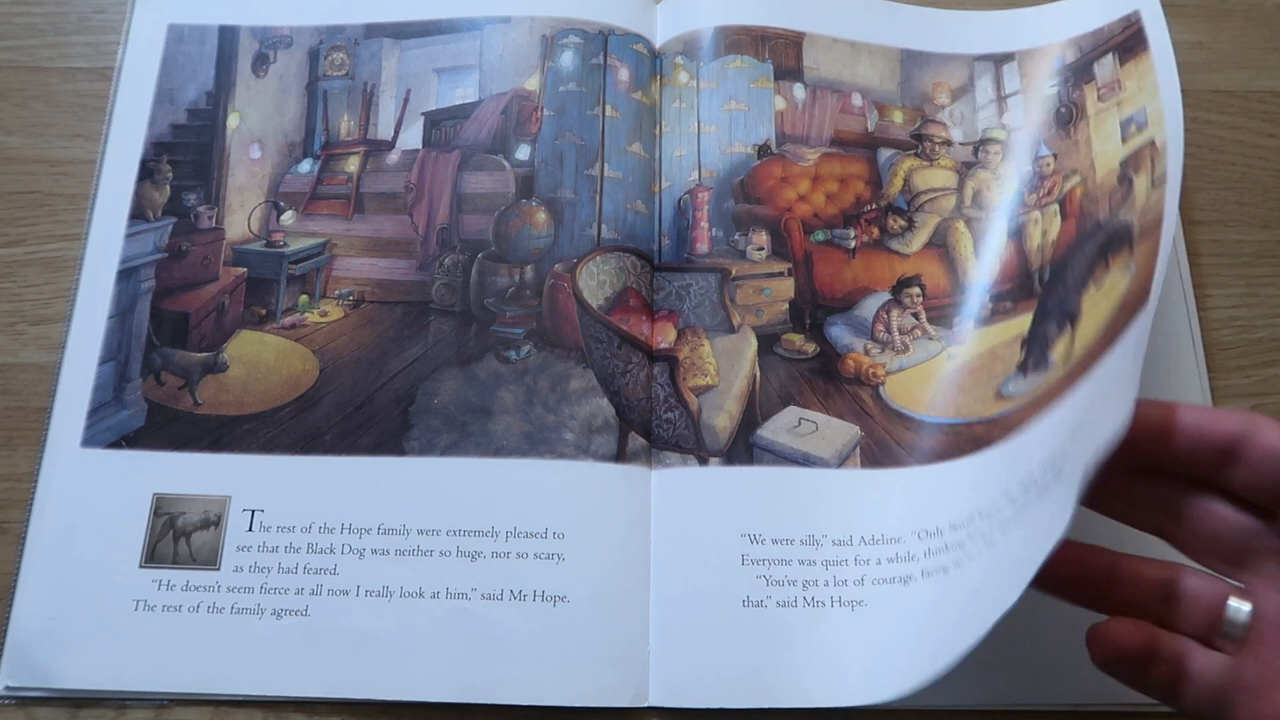 The rest of the Hope family were extremely pleased to
see that the Black Dog was neither so huge, nor so scary,
as they had feared.
"He doesn't seem fierce at all now I really look at him," said Mr Hope.
The rest of the family agreed.
"We were silly," said Adeline. "Only
Everyone was quiet for a while, thinking
"You've got a lot of courage, facing
that," said Mrs Hope.